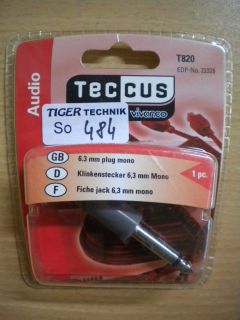 Audio
TECCUS
T820
EDP-No. 23326
vivanco
TIGER TECHNIK
So 484
GB 6.3 mm plug mono
D Klinkenstecker 6,3 mm Mono
F Fiche jack 6,3 mm mono
1 pc.